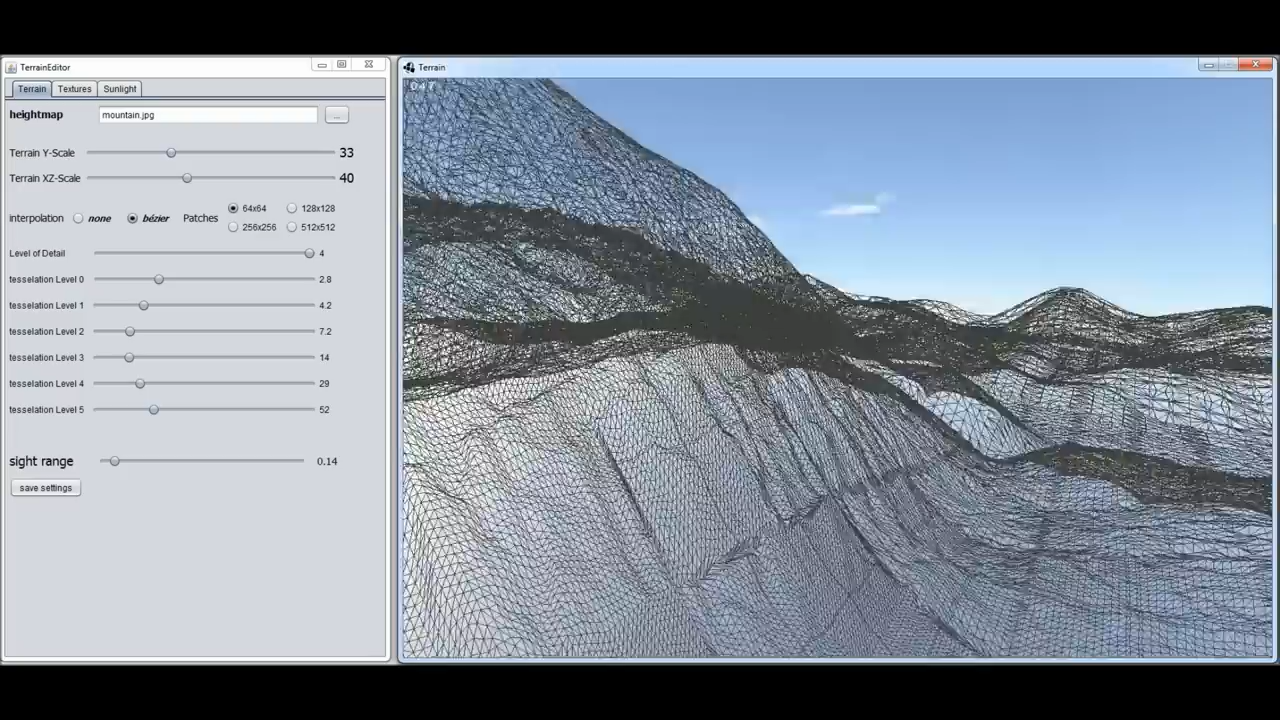 TerrainEditor
Terrain Textures Sunlight
heightmap mountain.jpg ...
Terrain Y-Scale 33
Terrain XZ-Scale 40
interpolation none bézier Patches 64x64 128x128
256x256 512x512
Level of Detail 4
tesselation Level 0 2.8
tesselation Level 1 4.2
tesselation Level 2 7.2
tesselation Level 3 14
tesselation Level 4 29
tesselation Level 5 52
sight range 0.14
save settings
Terrain